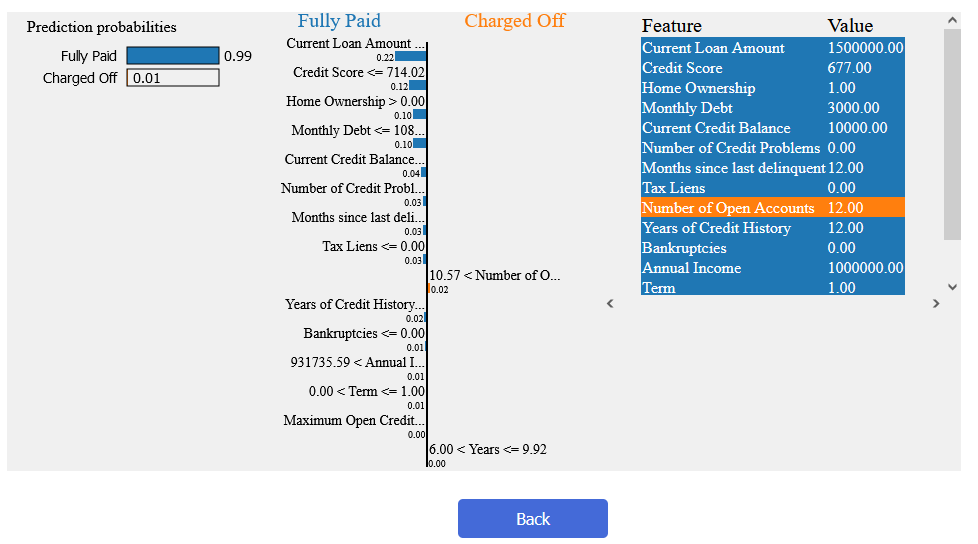 Prediction probabilities
Fully Paid 0.99
Charged Off 0.01
Fully Paid Charged Off
Current Loan Amount ...
0.22
Credit Score <= 714.02
0.12
Home Ownership > 0.00
0.10
Monthly Debt <= 108...
0.10
Current Credit Balance...
0.04
Number of Credit Probl...
0.03
Months since last deli...
0.03
Tax Liens <= 0.00
0.03
10.57 < Number of O...
0.02
Years of Credit History...
0.02
Bankruptcies <= 0.00
0.01
931735.59 < Annual I...
0.01
0.00 < Term <= 1.00
0.01
Maximum Open Credit...
0.00
6.00 < Years <= 9.92
0.00
Feature Value
Current Loan Amount 1500000.00
Credit Score 677.00
Home Ownership 1.00
Monthly Debt 3000.00
Current Credit Balance 10000.00
Number of Credit Problems 0.00
Months since last delinquent 12.00
Tax Liens 0.00
Number of Open Accounts 12.00
Years of Credit History 12.00
Bankruptcies 0.00
Annual Income 1000000.00
Term 1.00
Back